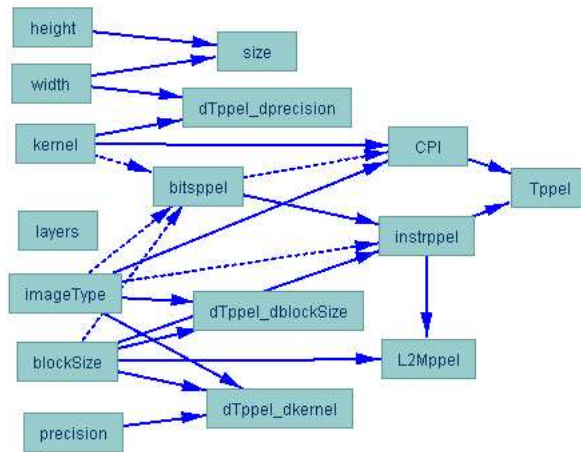 height
size
width
dTppel_dprecision
kernel
CPI
bitsppel
Tppel
layers
instrppel
imageType
dTppel_dblockSize
blockSize
L2Mppel
dTppel_dkernel
precision